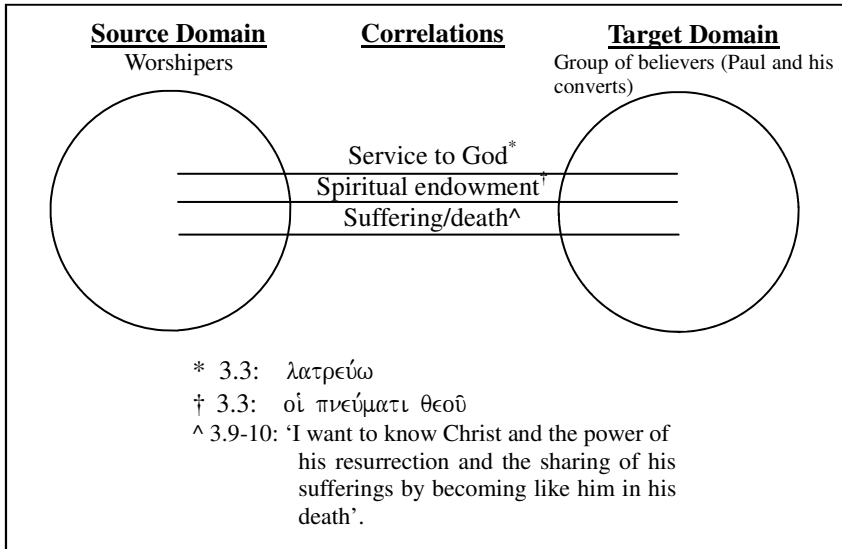 Source Domain Correlations Target Domain
Worshipers Group of believers (Paul and his
converts)
Service to God*
Spiritual endowment†
Suffering/death^
* 3.3: λατρεύω
† 3.3: οἱ πνεύματι θεοῦ
^ 3.9-10: ‘I want to know Christ and the power of
his resurrection and the sharing of his
sufferings by becoming like him in his
death’.